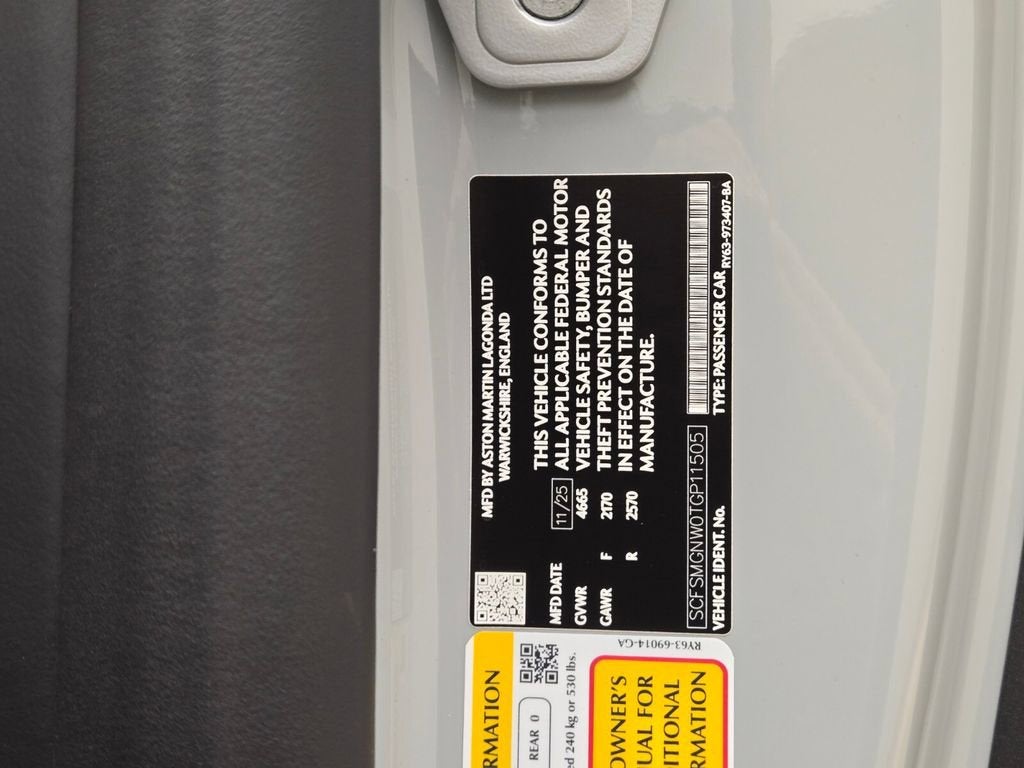 MFD BY ASTON MARTIN LAGONDA LTD
WARWICKSHIRE, ENGLAND
THIS VEHICLE CONFORMS TO
ALL APPLICABLE FEDERAL MOTOR
VEHICLE SAFETY, BUMPER AND
THEFT PREVENTION STANDARDS
IN EFFECT ON THE DATE OF
MANUFACTURE.
MFD DATE 11/25
GVWR 4665
GAWR F 2170
R 2570
SCFSMGNW0TGP11505
VEHICLE IDENT. No.
TYPE: PASSENGER CAR
RY63-973407-BA
RMATION
REAR 0
ed 240 kg or 530 lbs.
OWNER'S
UAL FOR
ITIONAL
RMATION
RY63-69014-GA